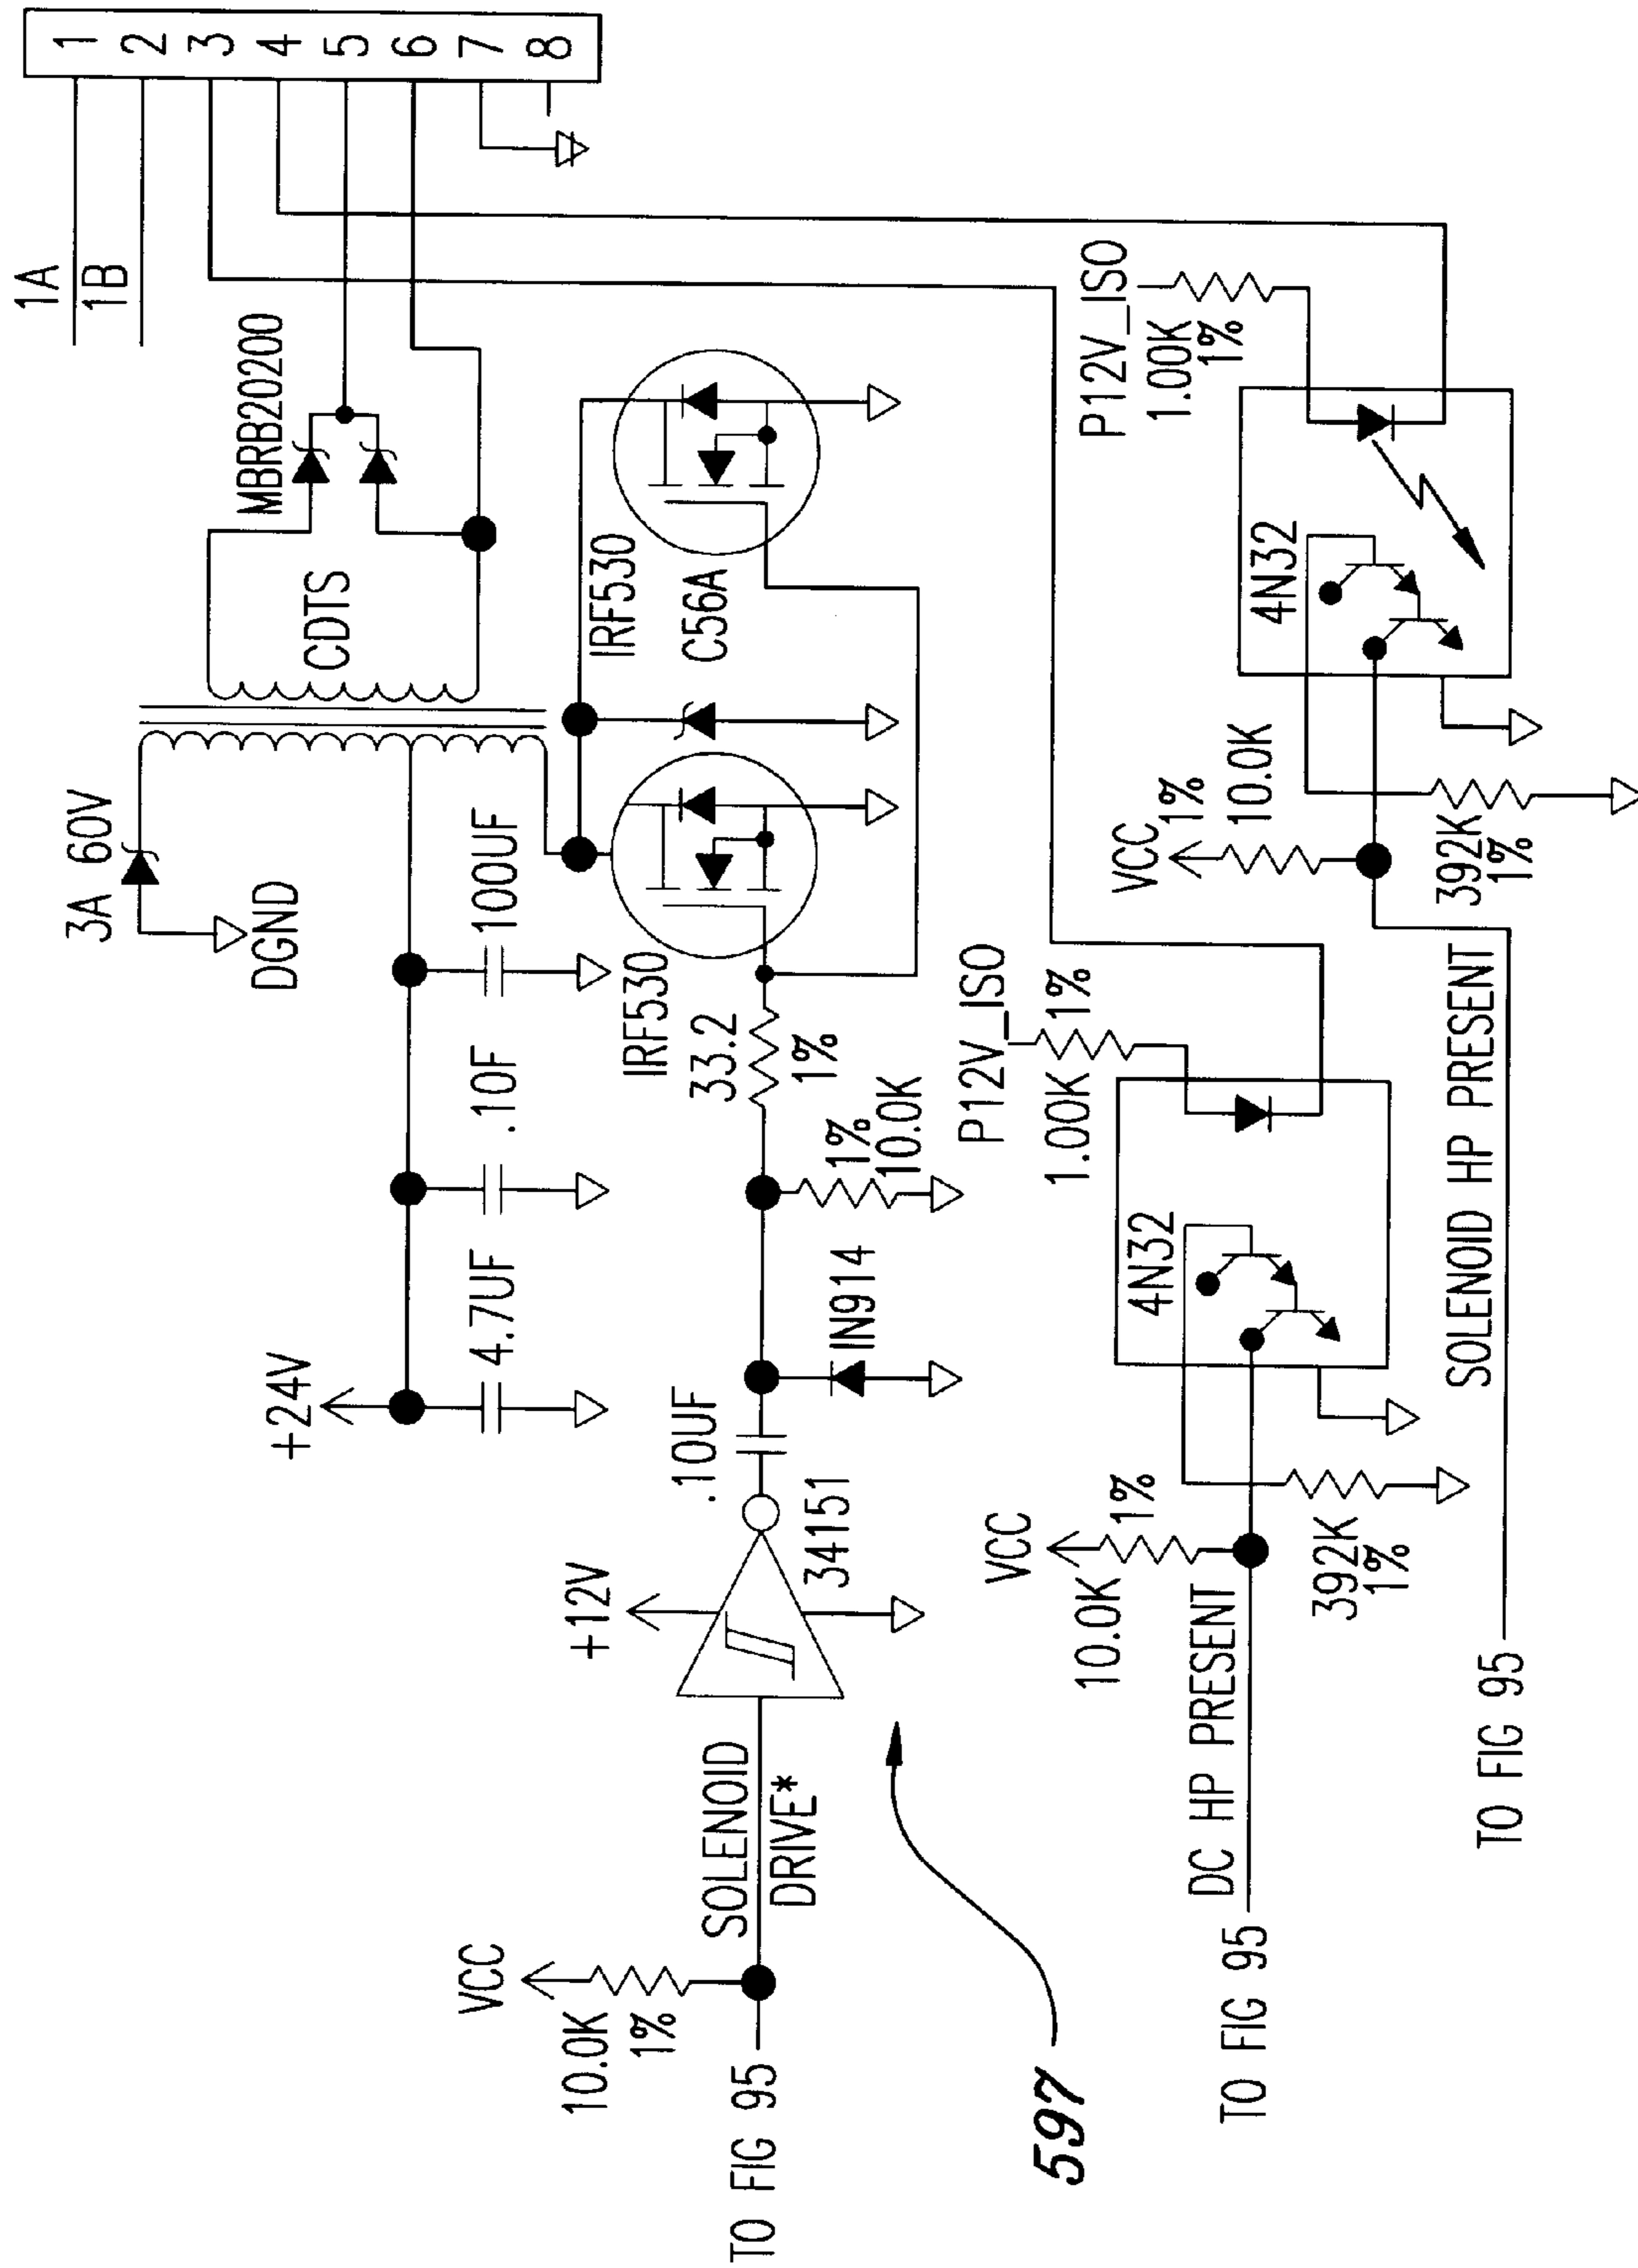 1
2
3
4
5
6
7
8
1A
1B
MBRB20200
CDTS
3A 60V
DGND
+24V
4.7UF
.10F
100UF
IRF530
IRF530
C56A
33.2
1%
1%
10.0K
IN914
.10UF
+12V
34151
SOLENOID
DRIVE*
VCC
10.0K
1%
TO FIG 95
597
P12V_ISO
1.00K
1%
4N32
VCC
10.0K
1%
392K
1%
DC HP PRESENT
TO FIG 95
P12V_ISO
1.00K
1%
4N32
VCC
1%
10.0K
392K
1%
SOLENOID HP PRESENT
TO FIG 95